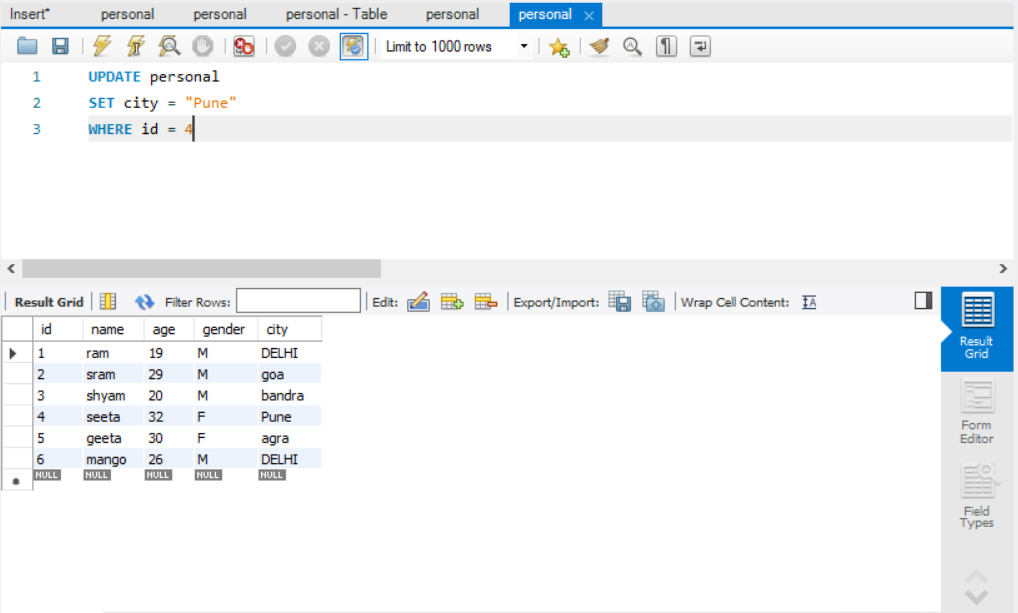 Insert* personal personal personal - Table personal personal
Limit to 1000 rows
1 UPDATE personal
2 SET city = "Pune"
3 WHERE id = 4
Result Grid Filter Rows: Edit: Export/Import: Wrap Cell Content:
id name age gender city
1 ram 19 M DELHI
2 sram 29 M goa
3 shyam 20 M bandra
4 seeta 32 F Pune
5 geeta 30 F agra
6 mango 26 M DELHI
NULL NULL NULL NULL NULL
Result
Grid
Form
Editor
Field
Types